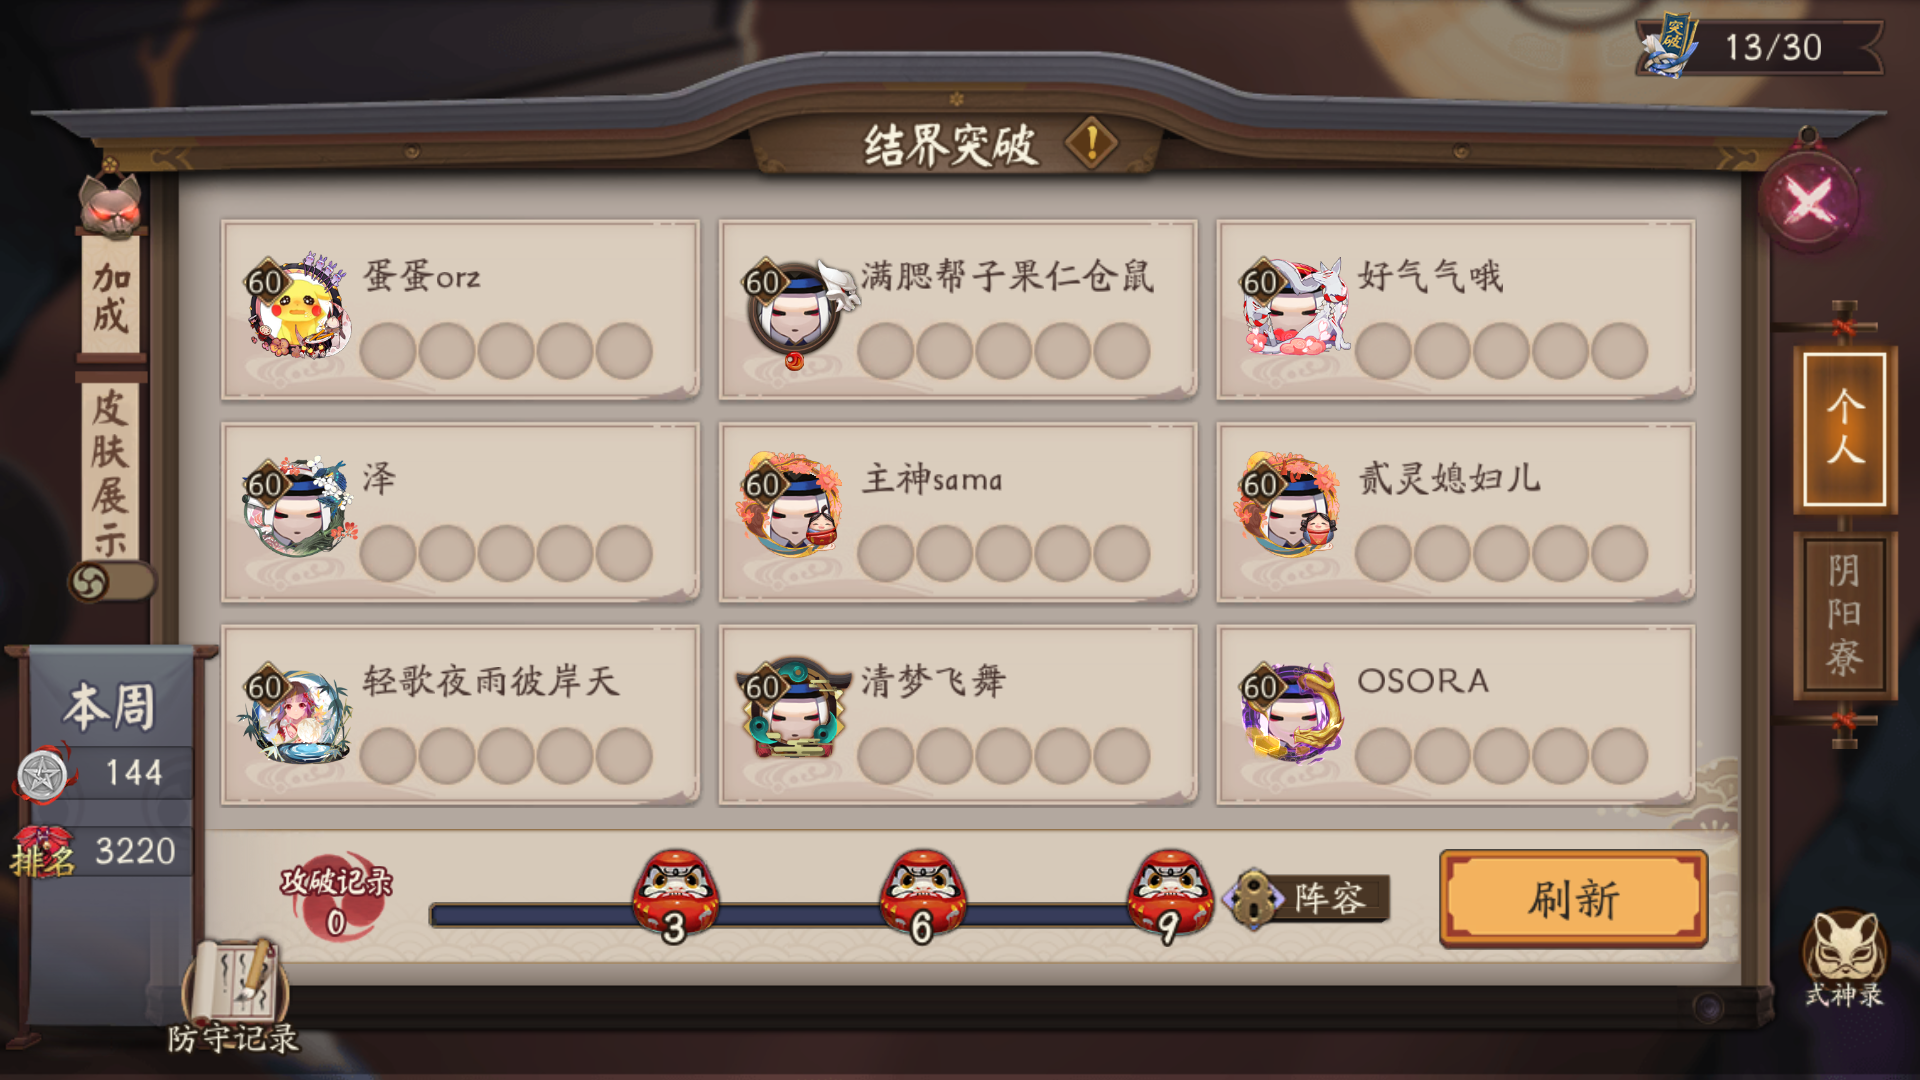 突破
13/30
结界突破
!
加成
皮肤展示
60
蛋蛋orz
60
满腮帮子果仁仓鼠
60
好气气哦
60
泽
60
主神sama
60
贰灵媳妇儿
60
轻歌夜雨彼岸天
60
清梦飞舞
60
OSORA
个人
阴阳寮
本周
144
排名
3220
攻破记录
0
3
6
9
阵容
刷新
防守记录
式神录